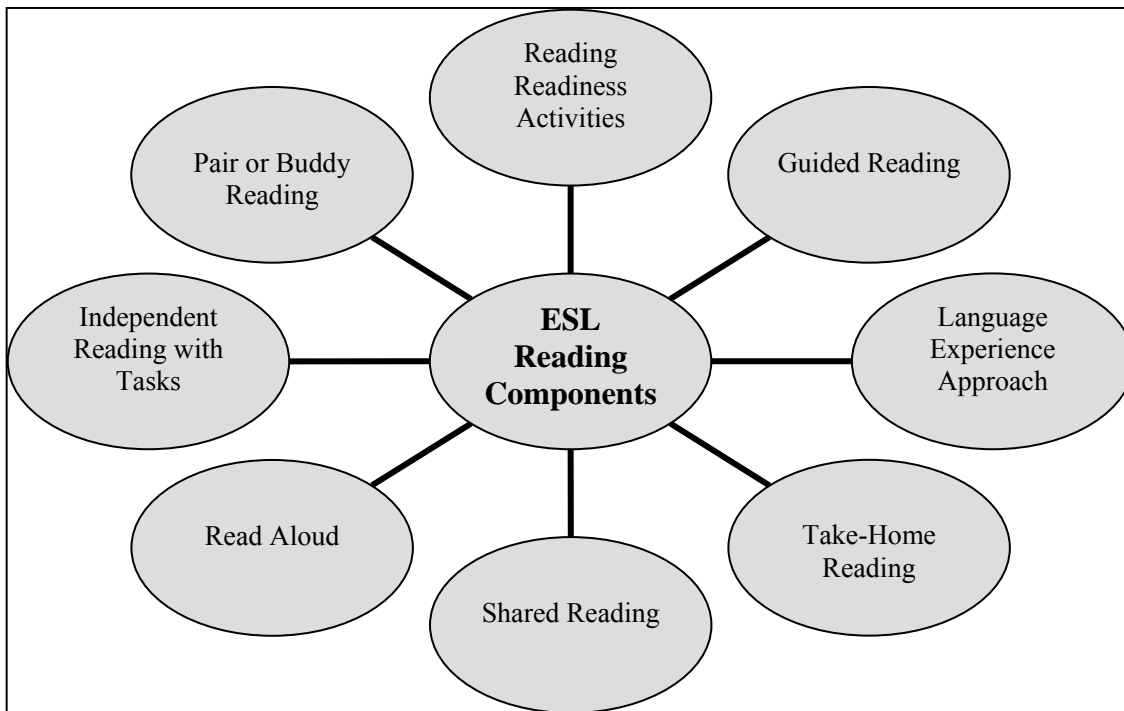 Reading
Readiness
Activities
Pair or Buddy
Reading
Guided Reading
Independent
Reading with
Tasks
ESL
Reading
Components
Language
Experience
Approach
Read Aloud
Shared Reading
Take-Home
Reading